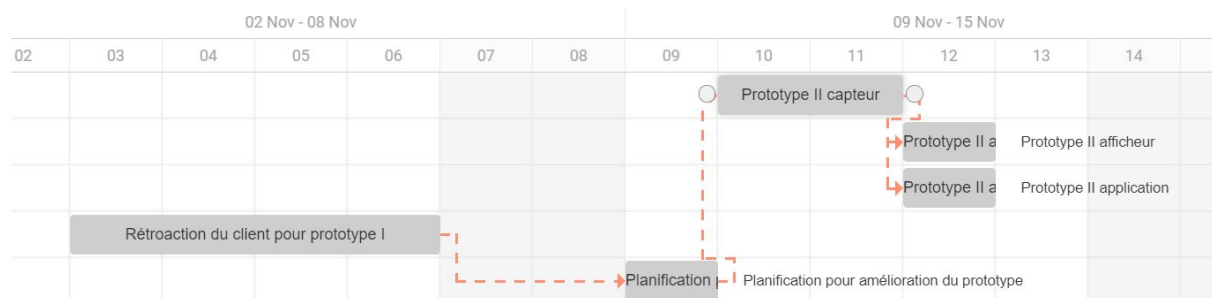 02 Nov - 08 Nov 09 Nov - 15 Nov
02 03 04 05 06 07 08 09 10 11 12 13 14
Prototype II capteur
Prototype II a Prototype II afficheur
Prototype II a Prototype II application
Rétroaction du client pour prototype I
Planification Planification pour amélioration du prototype